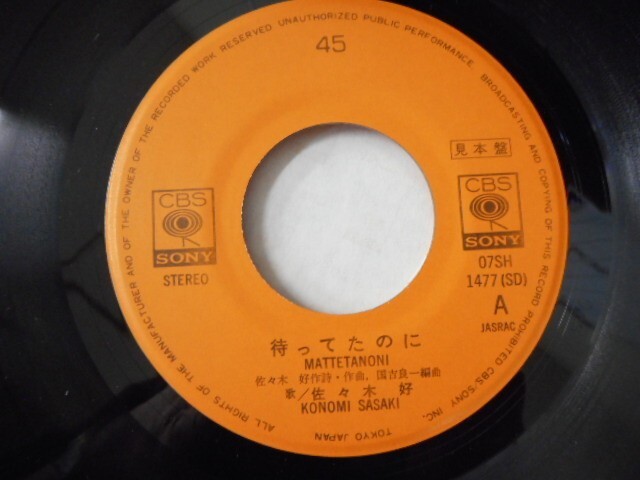 ALL RIGHTS OF THE MANUFACTURER AND OF THE OWNER OF THE RECORDED WORK RESERVED UNAUTHORIZED PUBLIC PERFORMANCE BROADCASTING AND COPYING OF THIS RECORD PROHIBITED CBS/SONY INC. TOKYO JAPAN
45
見本盤
CBS
SONY
STEREO
CBS
SONY
07SH
1477(SD)
A
JASRAC
待ってたのに
MATTETANONI
佐々木 好作詩・作曲, 国吉良一編曲
歌/佐々木 好
KONOMI SASAKI